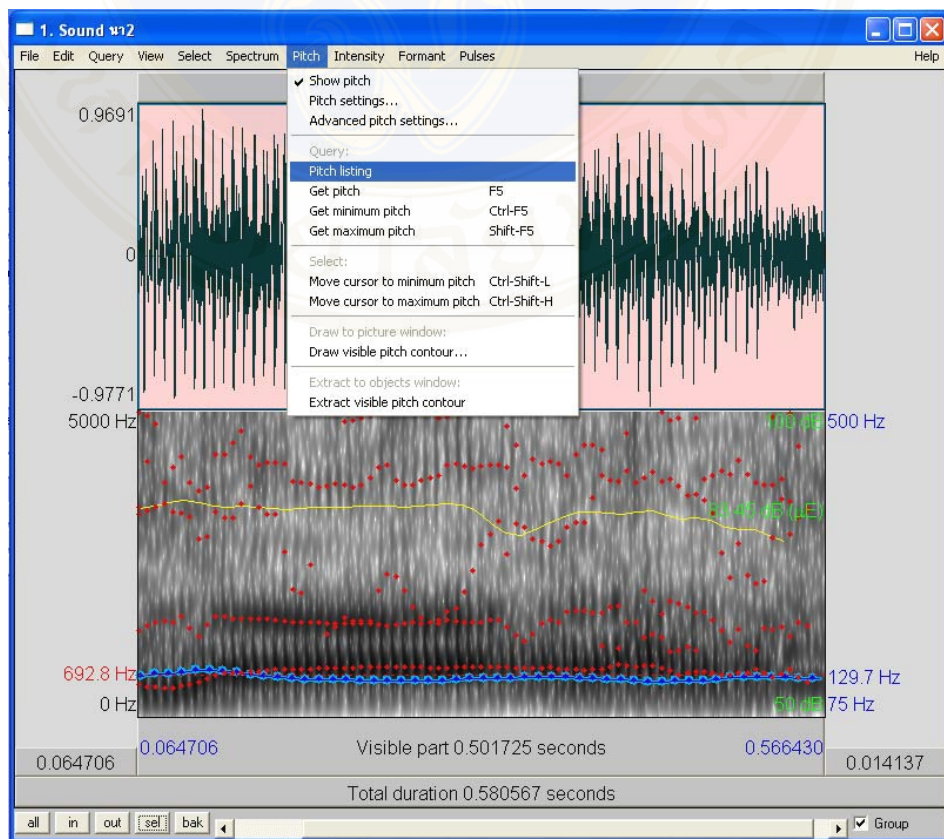 1. Sound นา2
File Edit Query View Select Spectrum Pitch Intensity Formant Pulses Help
Show pitch
Pitch settings...
Advanced pitch settings...
Query:
Pitch listing
Get pitch F5
Get minimum pitch Ctrl-F5
Get maximum pitch Shift-F5
Select:
Move cursor to minimum pitch Ctrl-Shift-L
Move cursor to maximum pitch Ctrl-Shift-H
Draw to picture window:
Draw visible pitch contour...
Extract to objects window:
Extract visible pitch contour
0.9691
0
-0.9771
5000 Hz
100 dB 500 Hz
dB (µE)
692.8 Hz
129.7 Hz
0 Hz
50 dB 75 Hz
0.064706 Visible part 0.501725 seconds 0.566430
0.064706 0.014137
Total duration 0.580567 seconds
all in out sel bak Group